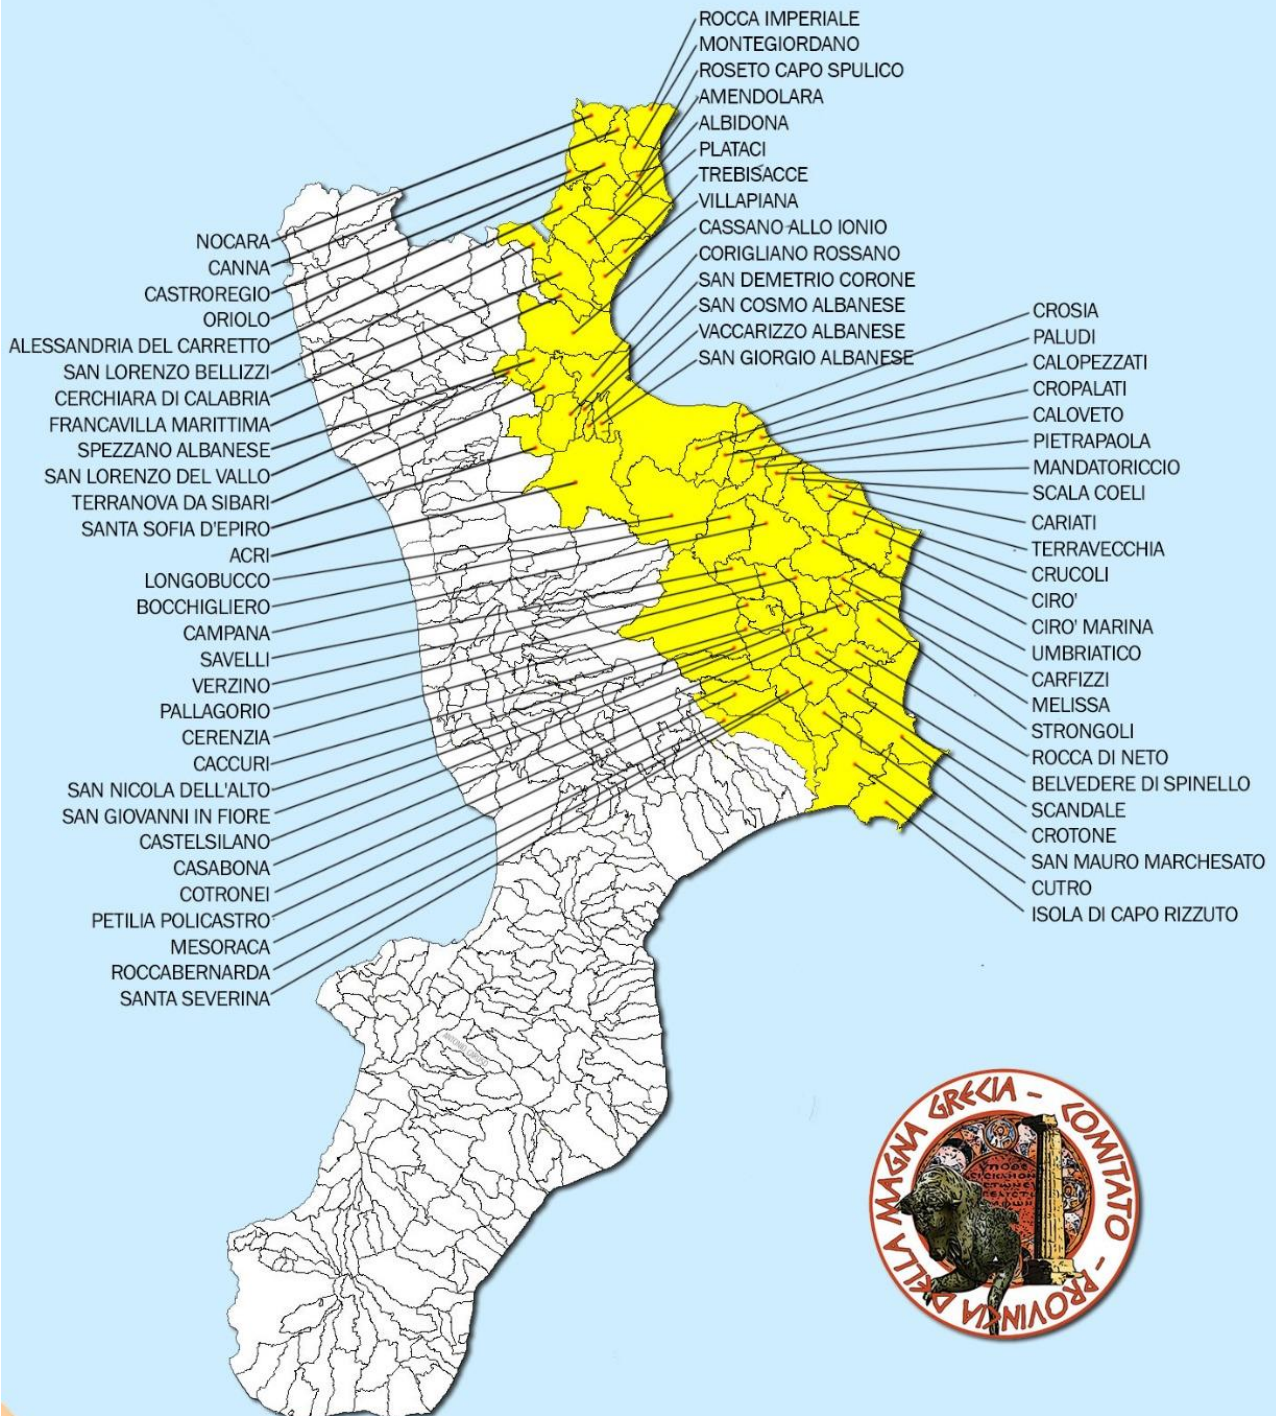 ROCCA IMPERIALE
MONTEGIORDANO
ROSETO CAPO SPULICO
AMENDOLARA
ALBIDONA
PLATACI
TREBISACCE
VILLAPIANA
CASSANO ALLO IONIO
CORIGLIANO ROSSANO
SAN DEMETRIO CORONE
SAN COSMO ALBANESE
VACCARIZZO ALBANESE
SAN GIORGIO ALBANESE
NOCARA
CANNA
CASTROREGIO
ORIOLO
ALESSANDRIA DEL CARRETTO
SAN LORENZO BELLIZZI
CERCHIARA DI CALABRIA
FRANCAVILLA MARITTIMA
SPEZZANO ALBANESE
SAN LORENZO DEL VALLO
TERRANOVA DA SIBARI
SANTA SOFIA D'EPIRO
ACRI
LONGOBUCCO
BOCCHIGLIERO
CAMPANA
SAVELLI
VERZINO
PALLAGORIO
CERENZIA
CACCURI
SAN NICOLA DELL'ALTO
SAN GIOVANNI IN FIORE
CASTELSILANO
CASABONA
COTRONEI
PETILIA POLICASTRO
MESORACA
ROCCABERNARDA
SANTA SEVERINA
CROSIA
PALUDI
CALOPEZZATI
CROPALATI
CALOVETO
PIETRAPAOLA
MANDATORICCIO
SCALA COELI
CARIATI
TERRAVECCHIA
CRUCOLI
CIRO'
CIRO' MARINA
UMBRIATICO
CARFIZZI
MELISSA
STRONGOLI
ROCCA DI NETO
BELVEDERE DI SPINELLO
SCANDALE
CROTONE
SAN MAURO MARCHESATO
CUTRO
ISOLA DI CAPO RIZZUTO
ANTONIO CARUSO
COMITATO - PROVINCIA DELLA MAGNA GRECIA -